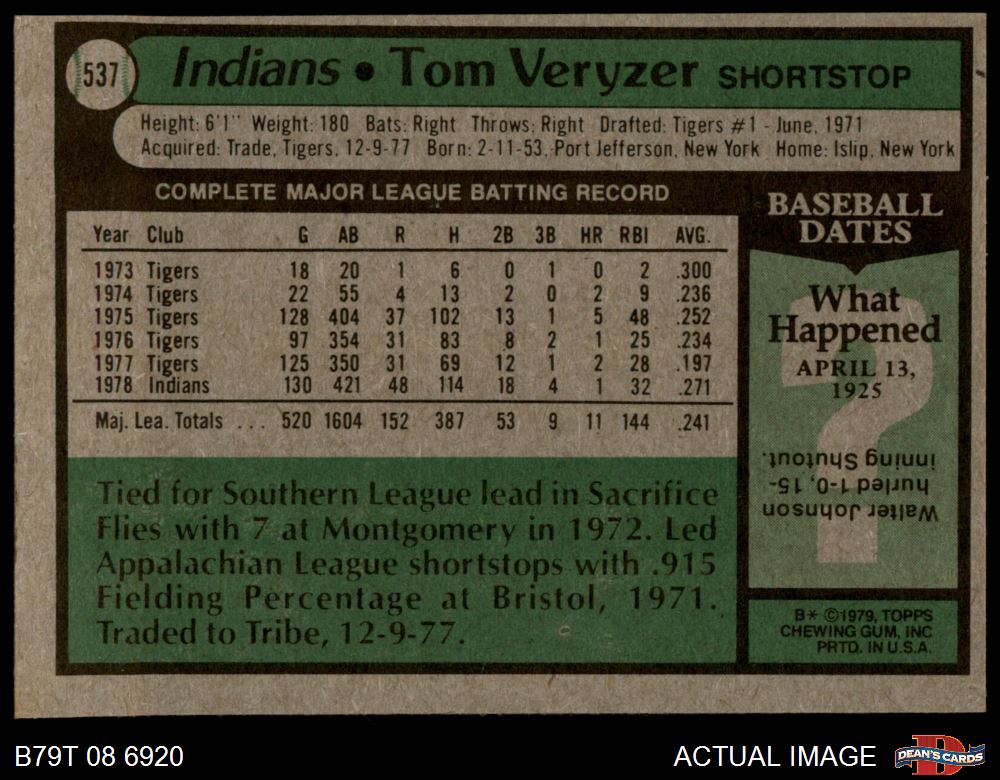 537
Indians • Tom Veryzer SHORTSTOP
Height: 6'1" Weight: 180 Bats: Right Throws: Right Drafted: Tigers #1 - June, 1971
Acquired: Trade, Tigers, 12-9-77 Born: 2-11-53, Port Jefferson, New York Home: Islip, New York
COMPLETE MAJOR LEAGUE BATTING RECORD
Year Club G AB R H 2B 3B HR RBI AVG.
1973 Tigers 18 20 1 6 0 1 0 2 .300
1974 Tigers 22 55 4 13 2 0 2 9 .236
1975 Tigers 128 404 37 102 13 1 5 48 .252
1976 Tigers 97 354 31 83 8 2 1 25 .234
1977 Tigers 125 350 31 69 12 1 2 28 .197
1978 Indians 130 421 48 114 18 4 1 32 .271
Maj. Lea. Totals ... 520 1604 152 387 53 9 11 144 .241
Tied for Southern League lead in Sacrifice
Flies with 7 at Montgomery in 1972. Led
Appalachian League shortstops with .915
Fielding Percentage at Bristol, 1971.
Traded to Tribe, 12-9-77.
BASEBALL
DATES
What
Happened
APRIL 13,
1925
Walter Johnson
hurled 1-0, 15-
inning Shutout.
B* ©1979, TOPPS
CHEWING GUM, INC
PRTD. IN U.S.A.
B79T 08 6920
ACTUAL IMAGE
D
DEAN'S CARDS